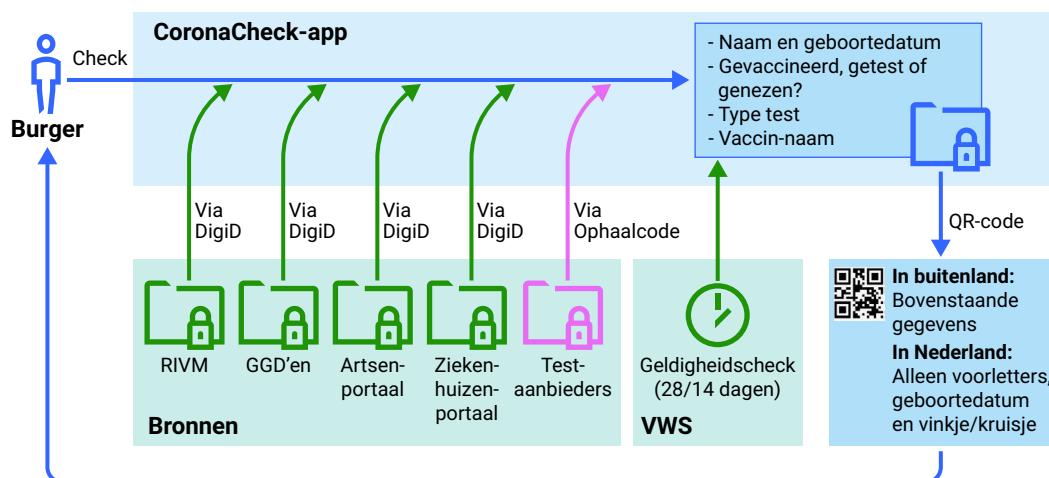 CoronaCheck-app
Check
Burger
- Naam en geboortedatum
- Gevaccineerd, getest of
genezen?
- Type test
- Vaccin-naam
Via
DigiD
Via
DigiD
Via
DigiD
Via
DigiD
Via
Ophaalcode
QR-code
RIVM
GGD’en
Artsen-
portaal
Zieken-
huizen-
portaal
Test-
aanbieders
Bronnen
Geldigheidscheck
(28/14 dagen)
VWS
In buitenland:
Bovenstaande
gegevens
In Nederland:
Alleen voorletters,
geboortedatum
en vinkje/kruisje